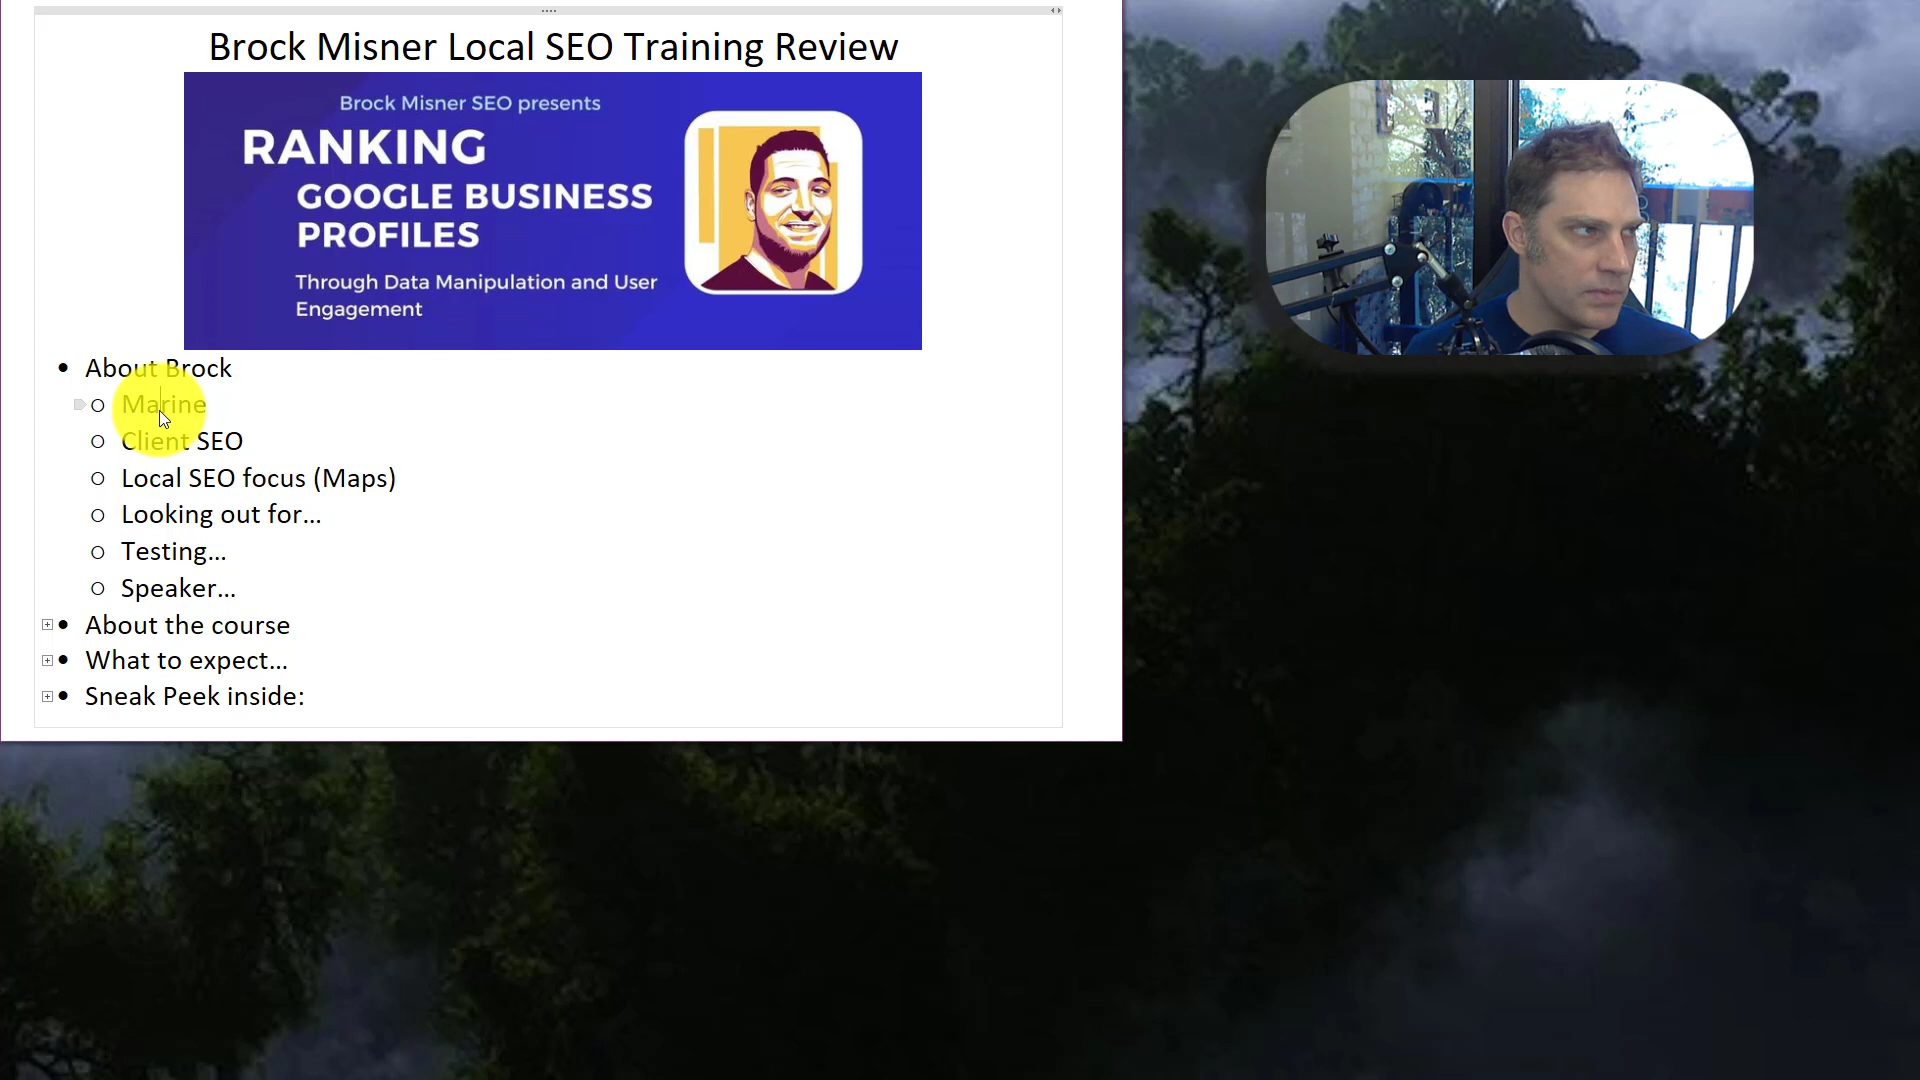 Brock Misner Local SEO Training Review
Brock Misner SEO presents
RANKING
GOOGLE BUSINESS
PROFILES
Through Data Manipulation and User
Engagement
About Brock
Marine
Client SEO
Local SEO focus (Maps)
Looking out for...
Testing...
Speaker...
About the course
What to expect...
Sneak Peek inside: